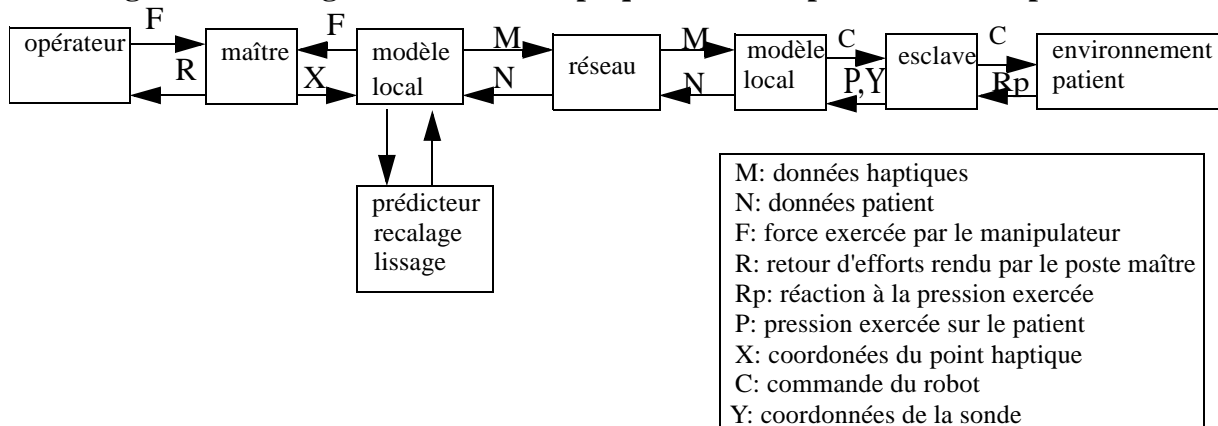 F F M M C C
opérateur maître modèle local réseau modèle local esclave environnement patient
R X N N P,Y Rp
prédicteur
recalage
lissage
M: données haptiques
N: données patient
F: force exercée par le manipulateur
R: retour d'efforts rendu par le poste maître
Rp: réaction à la pression exercée
P: pression exercée sur le patient
X: coordonées du point haptique
C: commande du robot
Y: coordonnées de la sonde